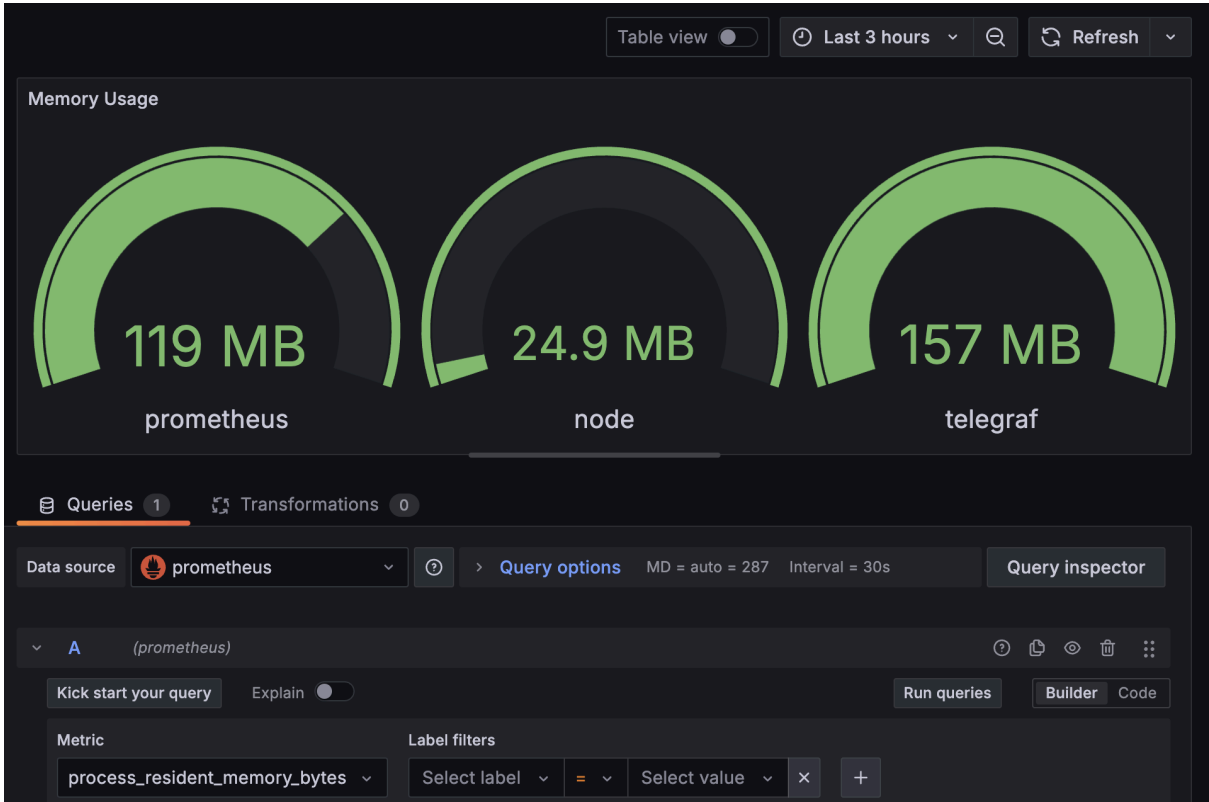 Table view Last 3 hours Refresh
Memory Usage
119 MB 24.9 MB 157 MB
prometheus node telegraf
Queries 1 Transformations 0
Data source prometheus Query options MD = auto = 287 Interval = 30s Query inspector
A (prometheus)
Kick start your query Explain Run queries Builder Code
Metric Label filters
process_resident_memory_bytes Select label = Select value